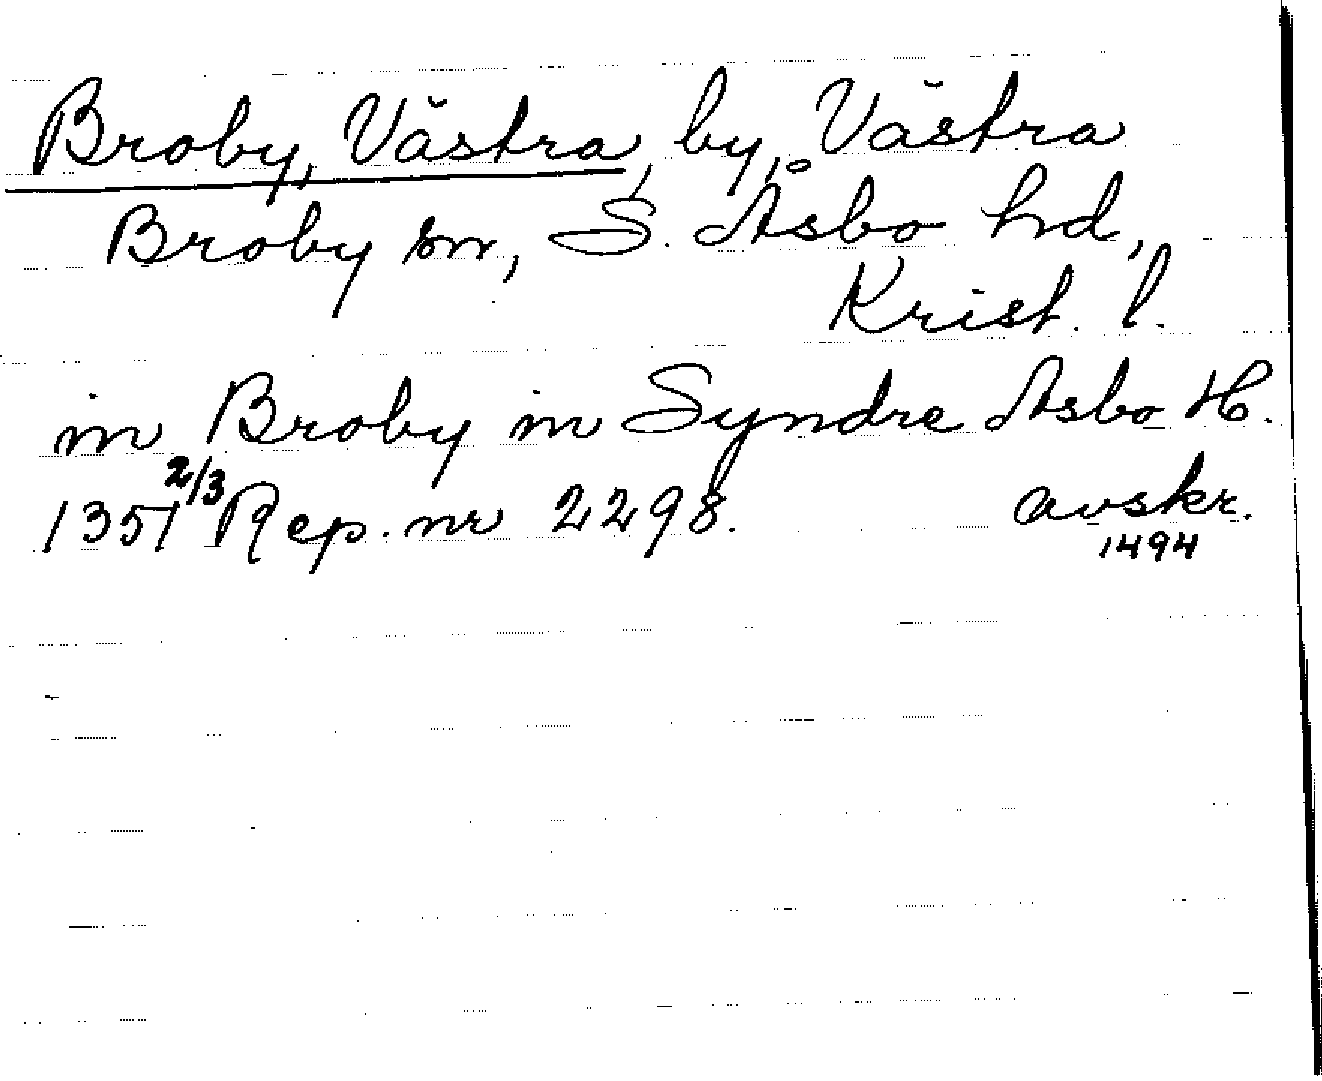 Broby, Västra, by, Västra
Broby sn, S. Åsbo hd,
Krist. l.
in Broby in Syndre Asbo H.
1351 2/3 Rep. nr 2298. avskr.
1494